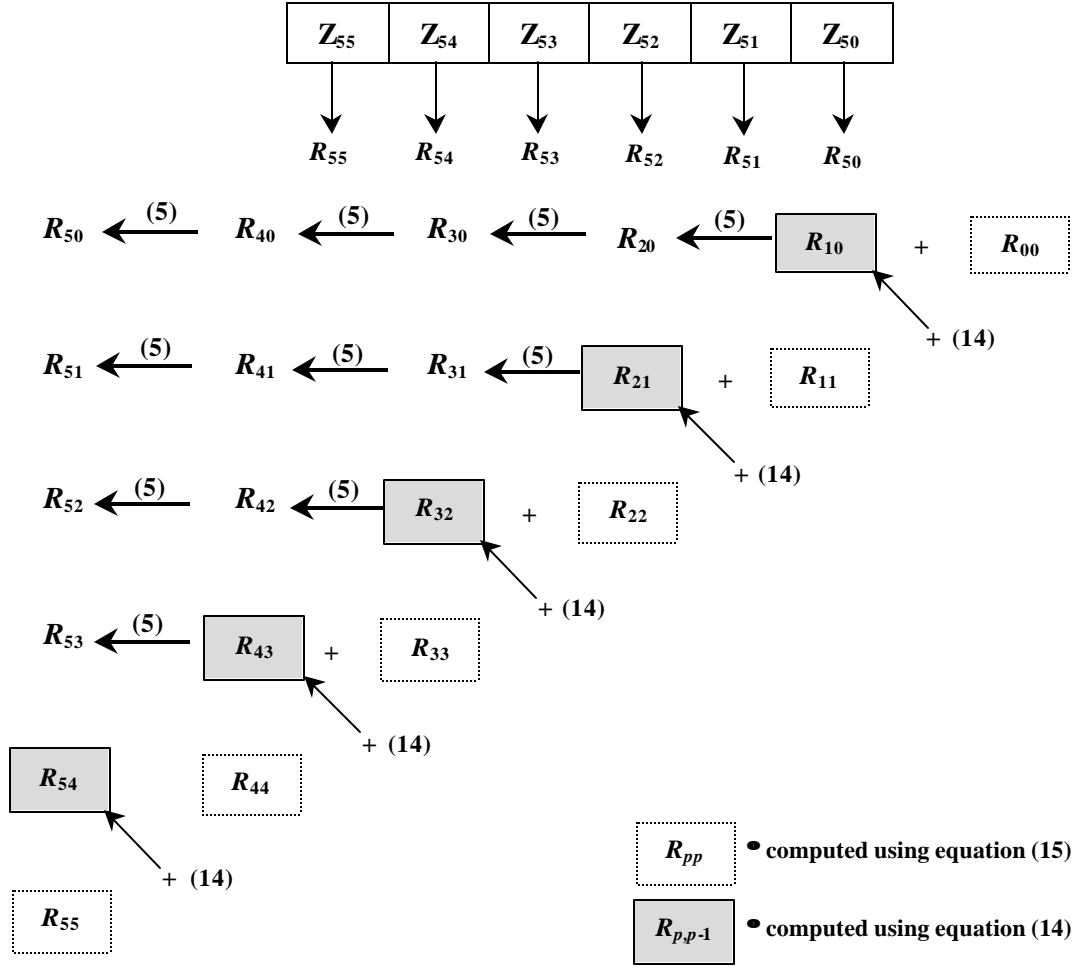 Z₅₅ Z₅₄ Z₅₃ Z₅₂ Z₅₁ Z₅₀
R₅₅ R₅₄ R₅₃ R₅₂ R₅₁ R₅₀
R₅₀ (5) R₄₀ (5) R₃₀ (5) R₂₀ (5) R₁₀ + R₀₀
+ (14)
R₅₁ (5) R₄₁ (5) R₃₁ (5) R₂₁ + R₁₁
+ (14)
R₅₂ (5) R₄₂ (5) R₃₂ + R₂₂
+ (14)
R₅₃ (5) R₄₃ + R₃₃
+ (14)
R₅₄ R₄₄
+ (14)
R₅₅
Rₚₚ • computed using equation (15)
Rₚ,ₚ₋₁ • computed using equation (14)